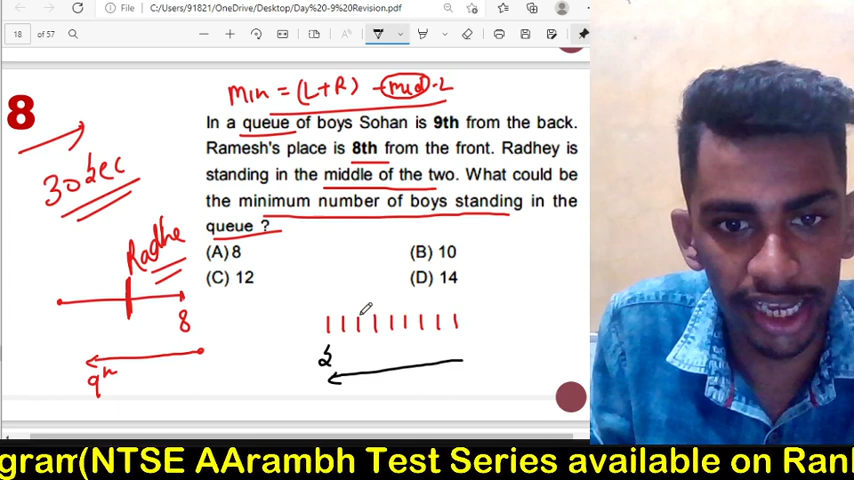 File | C:/Users/91821/OneDrive/Desktop/Day%20-9%20Revision.pdf
18 of 57
8
Min = (L+R) - mid - 2
In a queue of boys Sohan is 9th from the back.
Ramesh's place is 8th from the front. Radhey is
standing in the middle of the two. What could be
the minimum number of boys standing in the
queue ?
30 Sec
Radhe
(A) 8
(B) 10
(C) 12
(D) 14
8
9th
gram(NTSE AArambh Test Series available on Ran